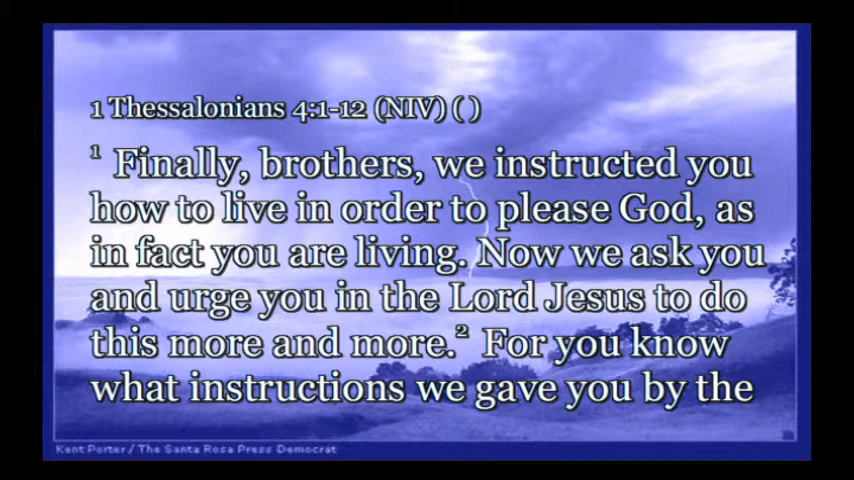 1 Thessalonians 4:1-12 (NIV) ( )
1 Finally, brothers, we instructed you
how to live in order to please God, as
in fact you are living. Now we ask you
and urge you in the Lord Jesus to do
this more and more.2 For you know
what instructions we gave you by the
Kent Porter / The Santa Rosa Press Democrat